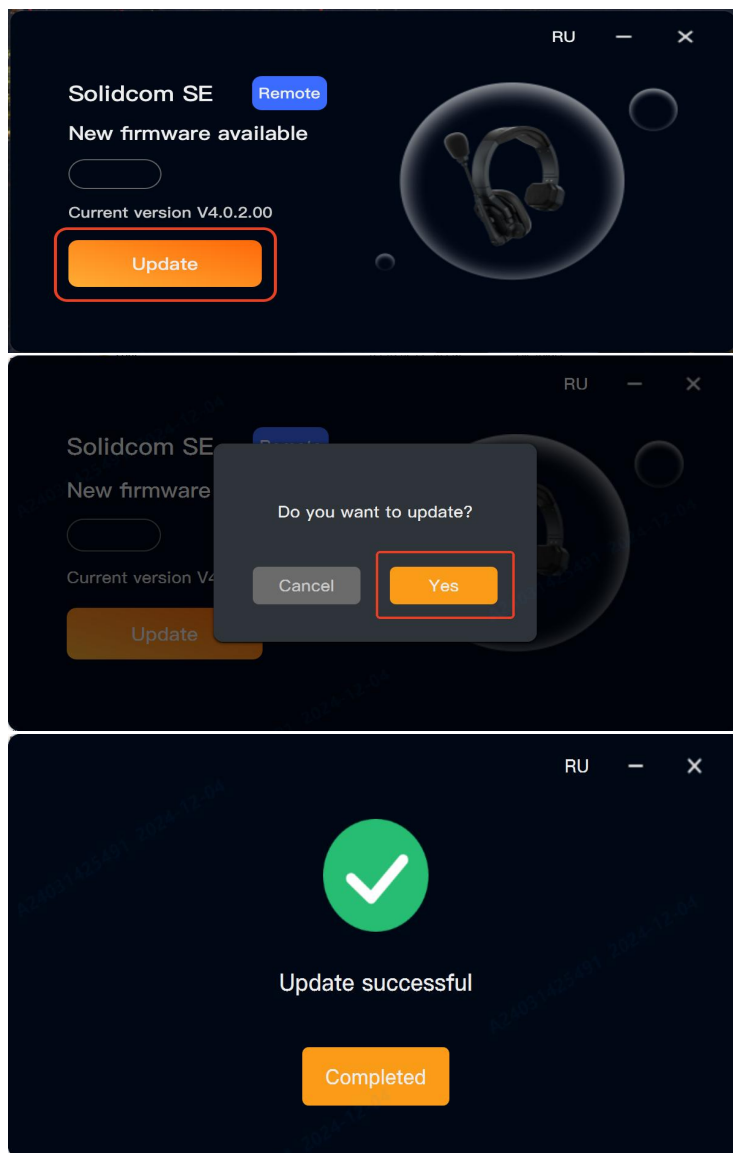 RU
Solidcom SE Remote
New firmware available
Current version V4.0.2.00
Update
RU
Solidcom SE
New firmware
Do you want to update?
Current version V4
Cancel Yes
Update
RU
Update successful
Completed